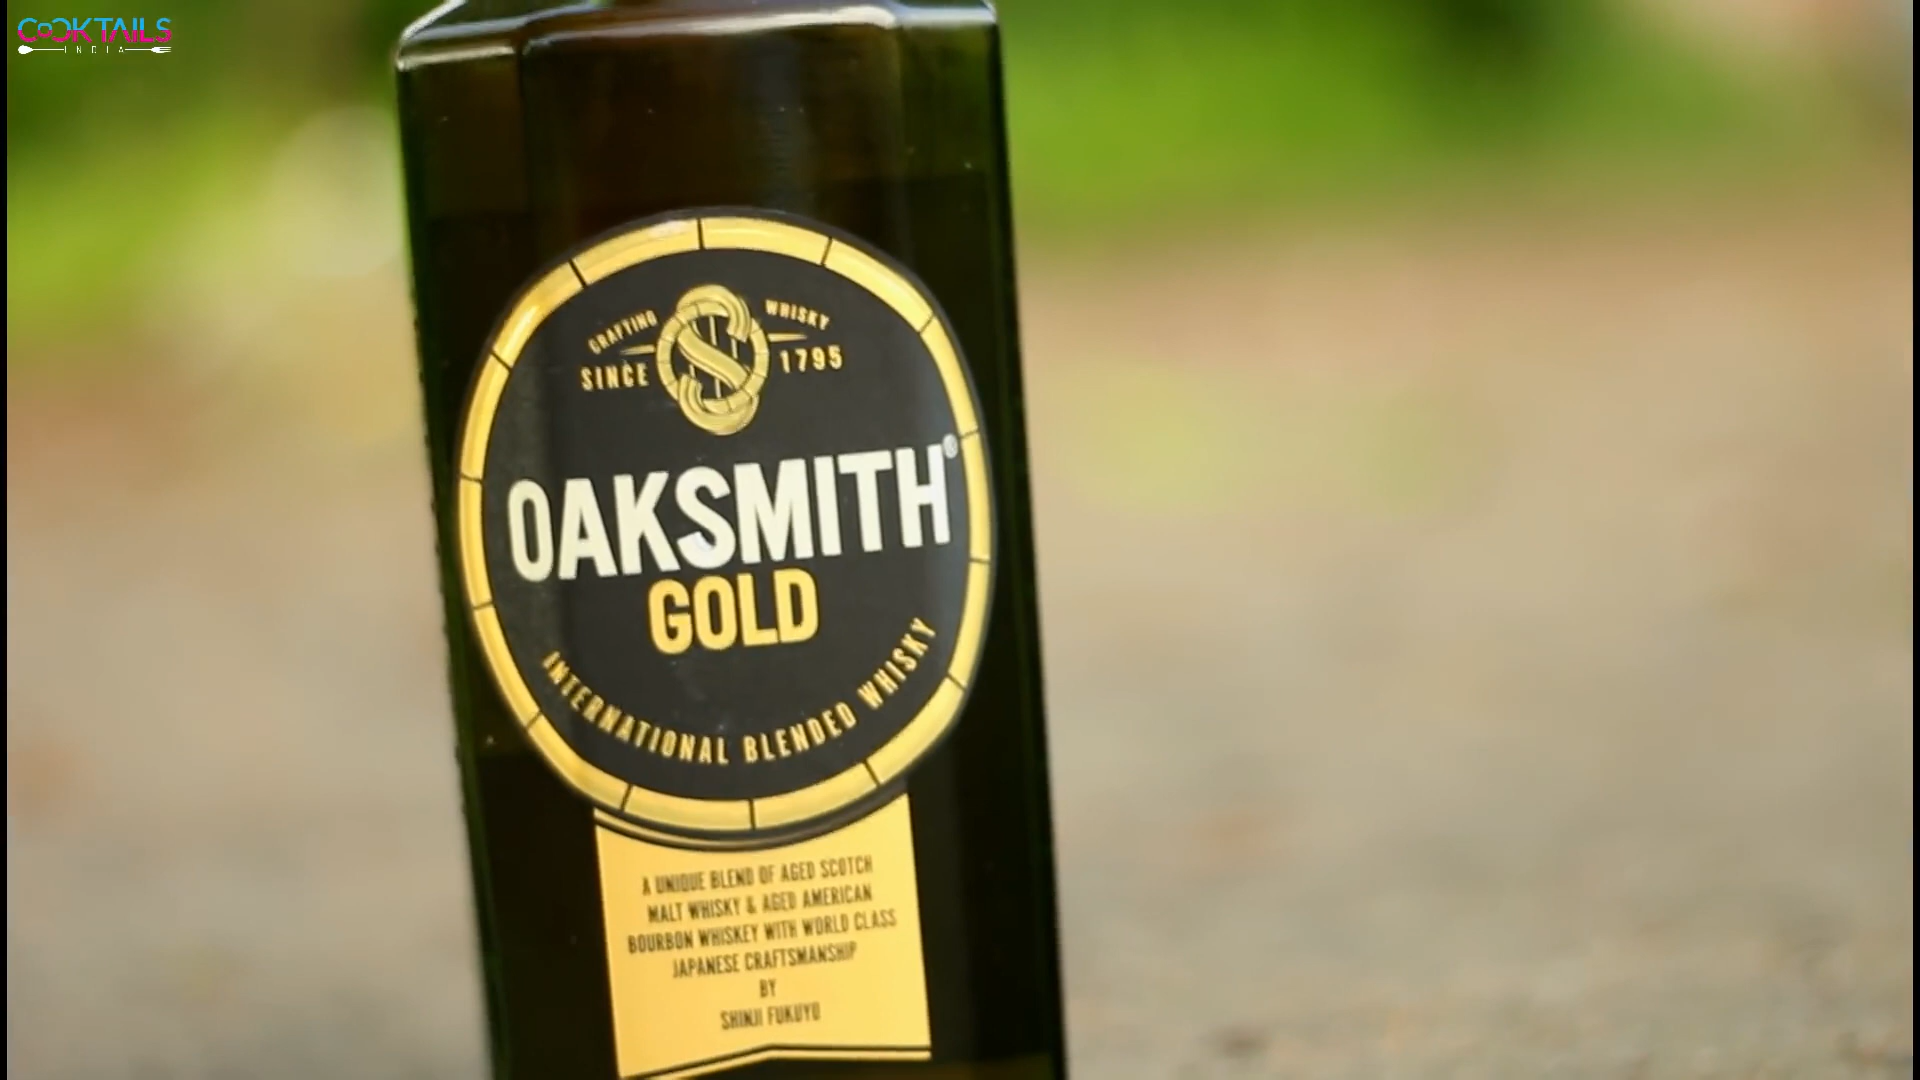 COCKTAILS
INDIA
CRAFTING WHISKY
SINCE 1795
OAKSMITH®
GOLD
INTERNATIONAL BLENDED WHISKY
A UNIQUE BLEND OF AGED SCOTCH
MALT WHISKY & AGED AMERICAN
BOURBON WHISKEY WITH WORLD CLASS
JAPANESE CRAFTSMANSHIP
BY
SHINJI FUKUYO